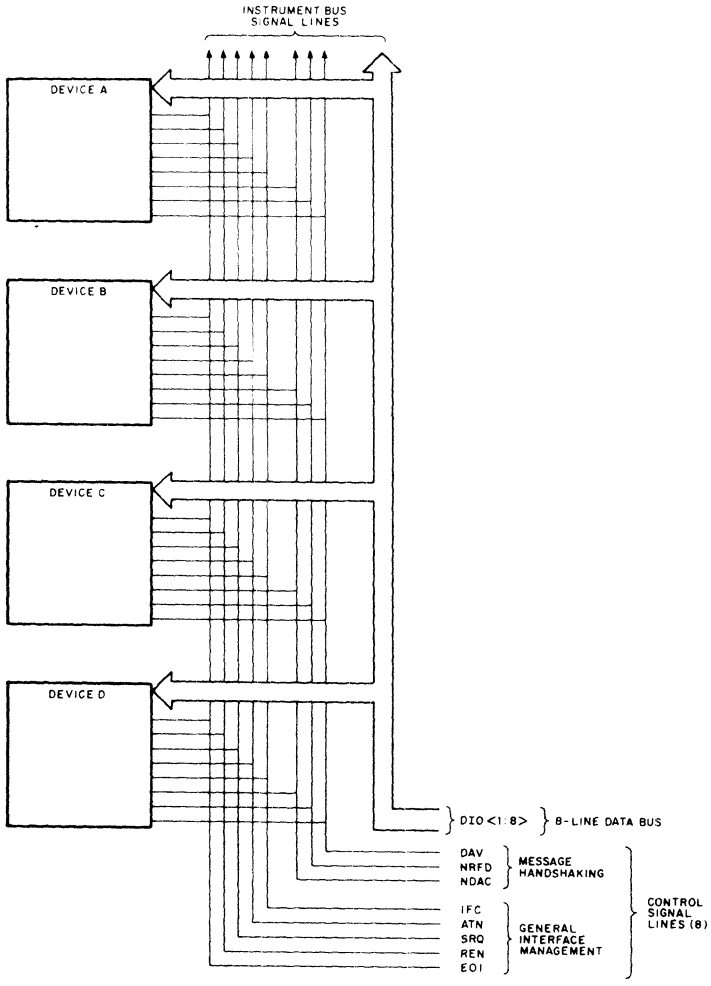 INSTRUMENT BUS
SIGNAL LINES
DEVICE A
DEVICE B
DEVICE C
DEVICE D
DIO <1:8>
8-LINE DATA BUS
DAV
NRFD
NDAC
MESSAGE
HANDSHAKING
IFC
ATN
SRQ
REN
EOI
GENERAL
INTERFACE
MANAGEMENT
CONTROL
SIGNAL
LINES (8)